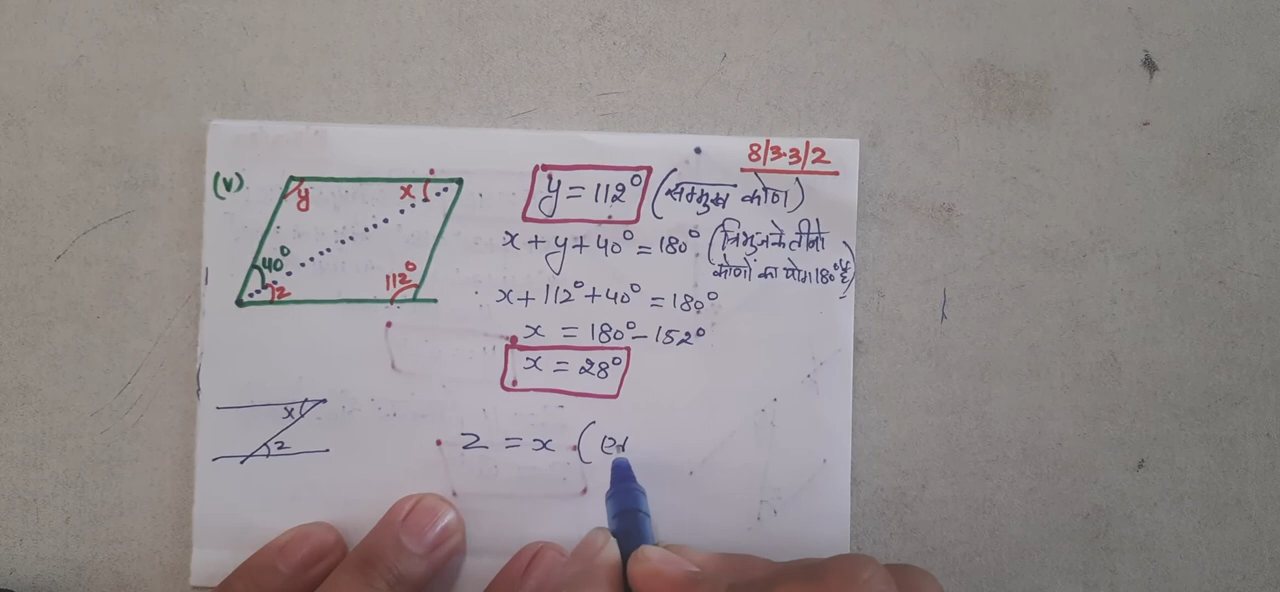 8/3.3/2
(v)
y
x
40°
z
112°
y = 112° (सम्मुख कोण)
x + y + 40° = 180° (त्रिभुज के तीनो
कोणों का योग 180° है)
x + 112° + 40° = 180°
x = 180° - 152°
x = 28°
x
z
z = x (